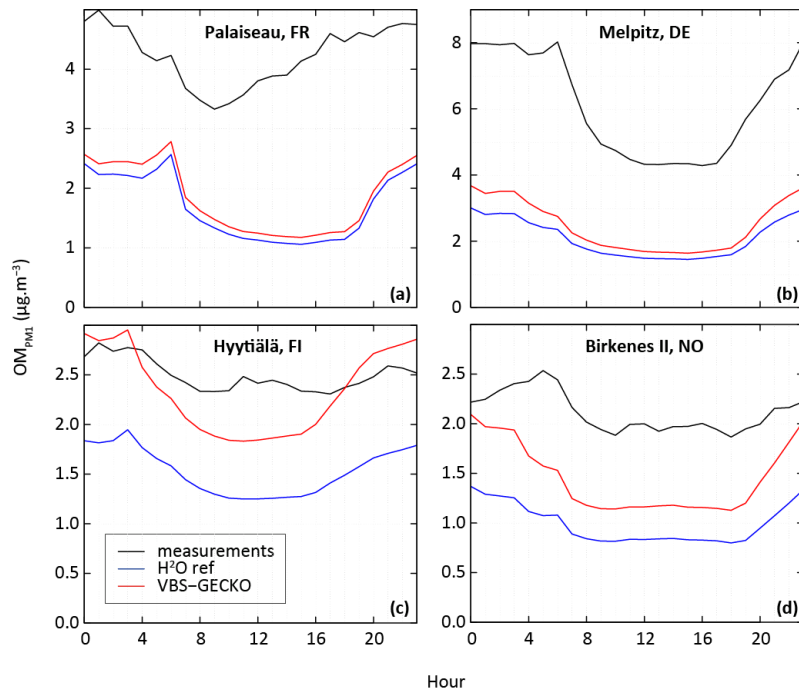 Palaiseau, FR
4
3
2
1
0
(a)
Melpitz, DE
8
6
4
2
0
(b)
OM_PM1 (µg.m⁻³)
Hyytiälä, FI
2.5
2.0
1.5
1.0
0.5
0.0
measurements
H²O ref
VBS–GECKO
(c)
0 4 8 12 16 20
Birkenes II, NO
2.5
2.0
1.5
1.0
0.5
0.0
(d)
0 4 8 12 16 20
Hour